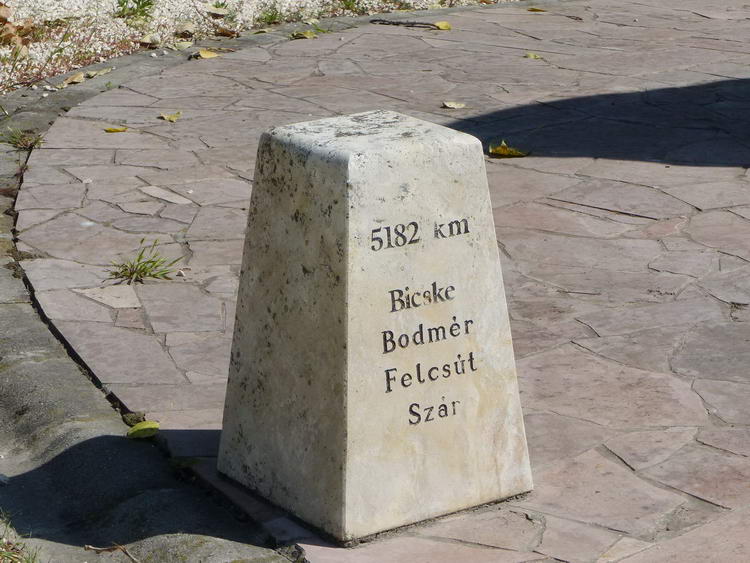 5182 km
Bicske
Bodmér
Felcsút
Szár